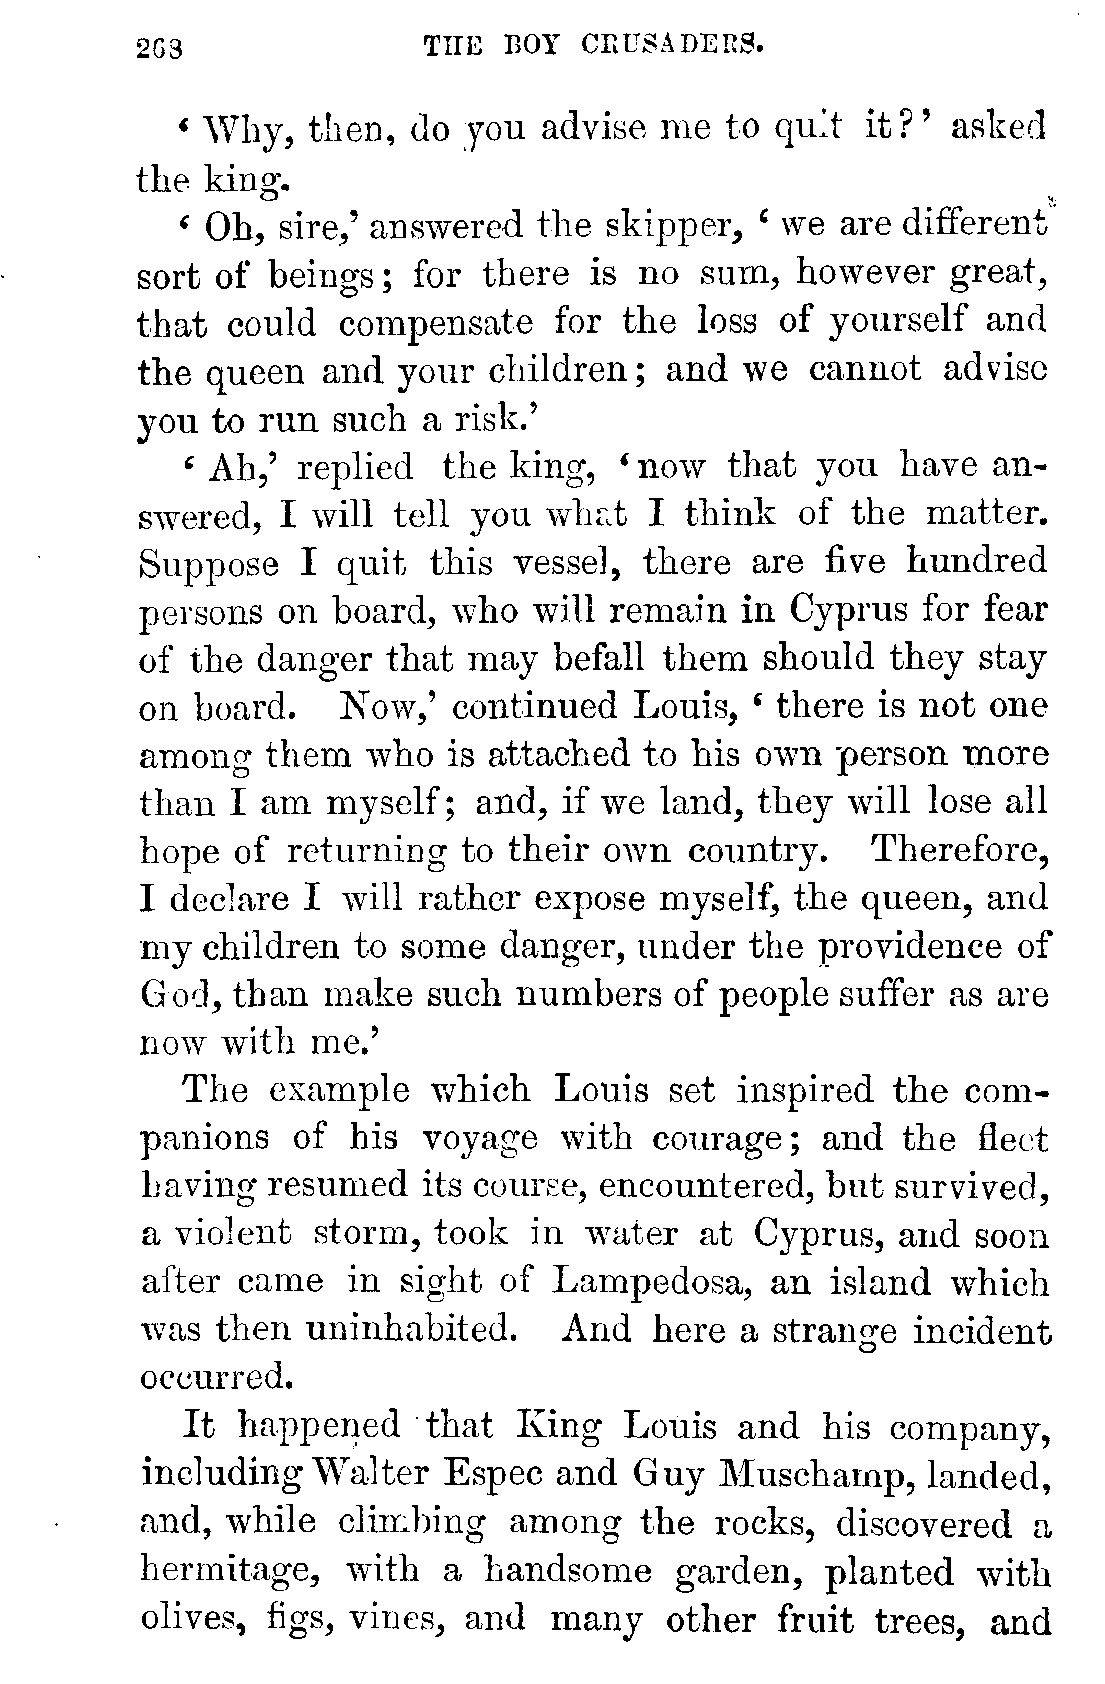 268 THE BOY CRUSADERS.
‘ Why, then, do you advise me to quit it?’ asked
the king.
‘ Oh, sire,’ answered the skipper, ‘ we are different
sort of beings; for there is no sum, however great,
that could compensate for the loss of yourself and
the queen and your children; and we cannot advise
you to run such a risk.’
‘ Ah,’ replied the king, ‘ now that you have an-
swered, I will tell you what I think of the matter.
Suppose I quit this vessel, there are five hundred
persons on board, who will remain in Cyprus for fear
of the danger that may befall them should they stay
on board. Now,’ continued Louis, ‘ there is not one
among them who is attached to his own person more
than I am myself; and, if we land, they will lose all
hope of returning to their own country. Therefore,
I declare I will rather expose myself, the queen, and
my children to some danger, under the providence of
God, than make such numbers of people suffer as are
now with me.’
The example which Louis set inspired the com-
panions of his voyage with courage; and the fleet
having resumed its course, encountered, but survived,
a violent storm, took in water at Cyprus, and soon
after came in sight of Lampedosa, an island which
was then uninhabited. And here a strange incident
occurred.
It happened that King Louis and his company,
including Walter Espec and Guy Muschamp, landed,
and, while climbing among the rocks, discovered a
hermitage, with a handsome garden, planted with
olives, figs, vines, and many other fruit trees, and